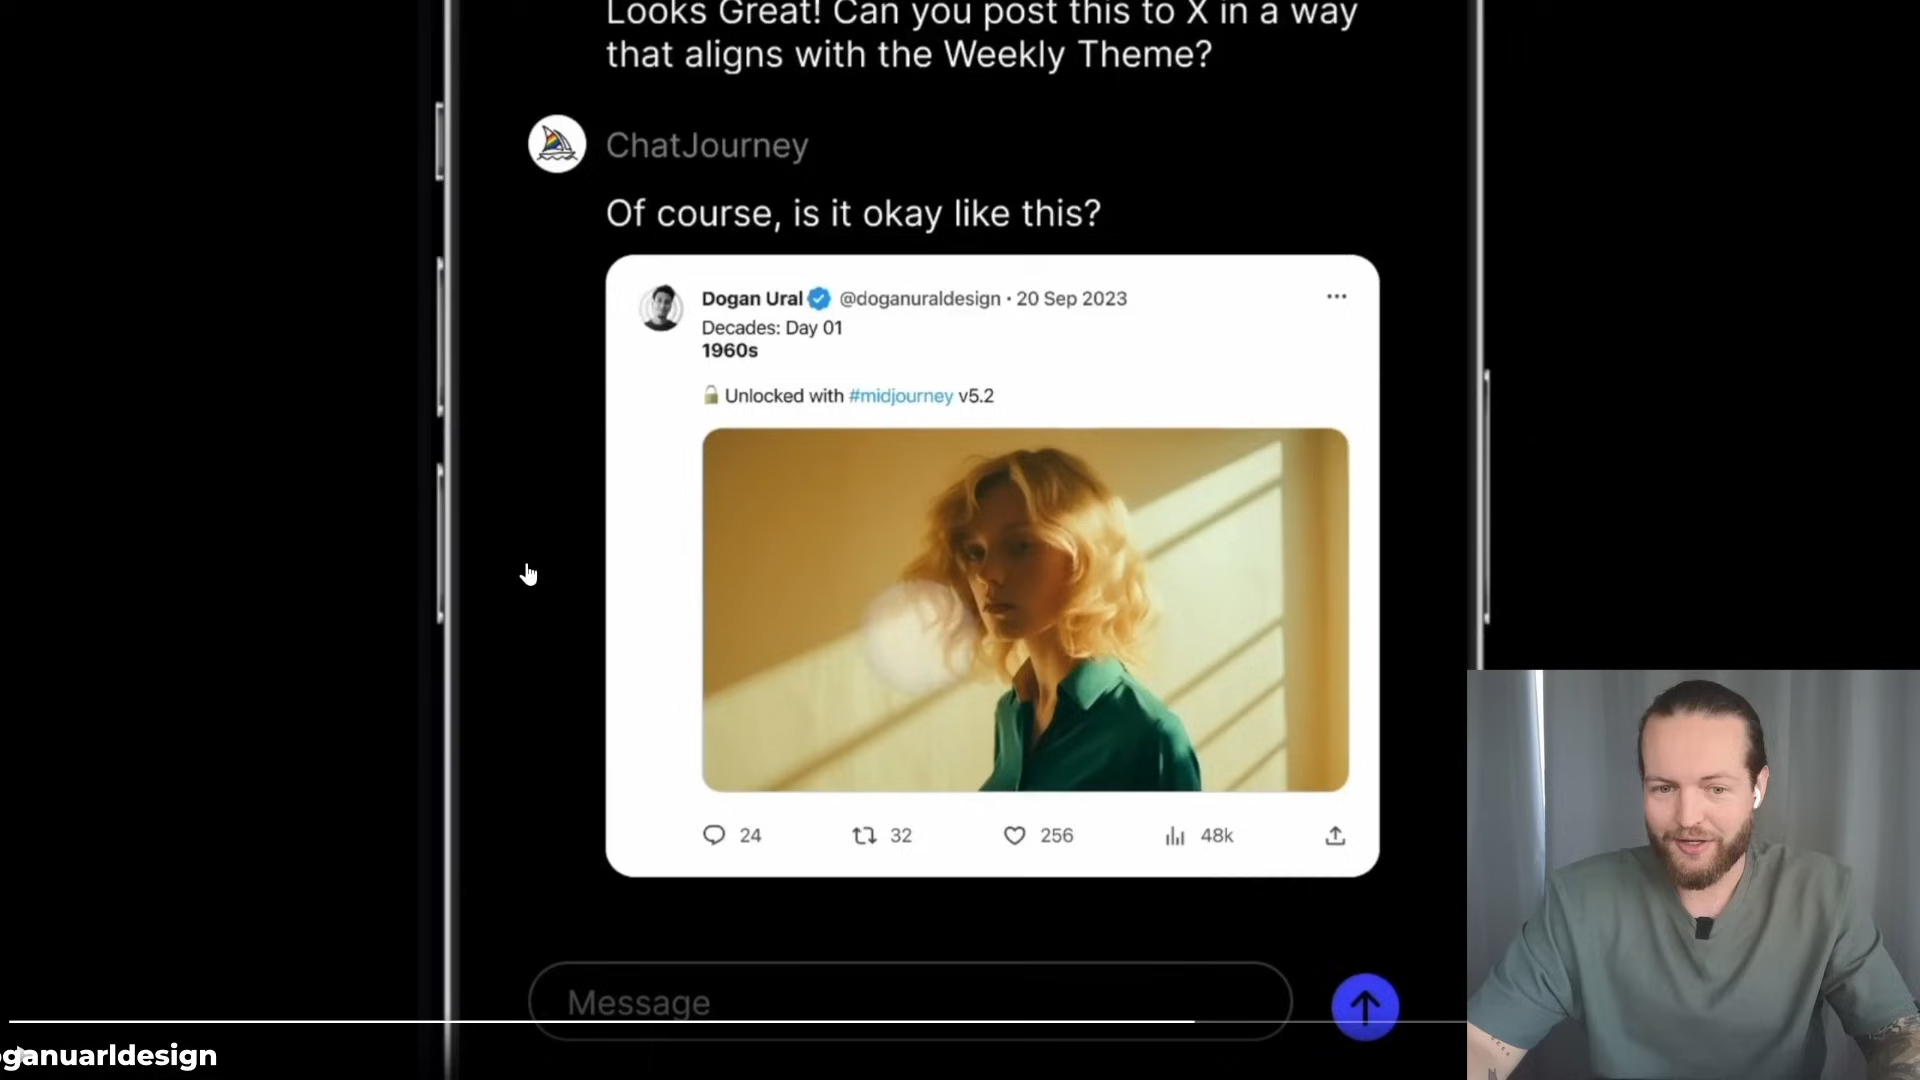 Looks Great! Can you post this to X in a way
that aligns with the Weekly Theme?
ChatJourney
Of course, is it okay like this?
Dogan Ural @doganuraldesign · 20 Sep 2023
Decades: Day 01
1960s
Unlocked with #midjourney v5.2
24 32 256 48k
Message
oganuarldesign